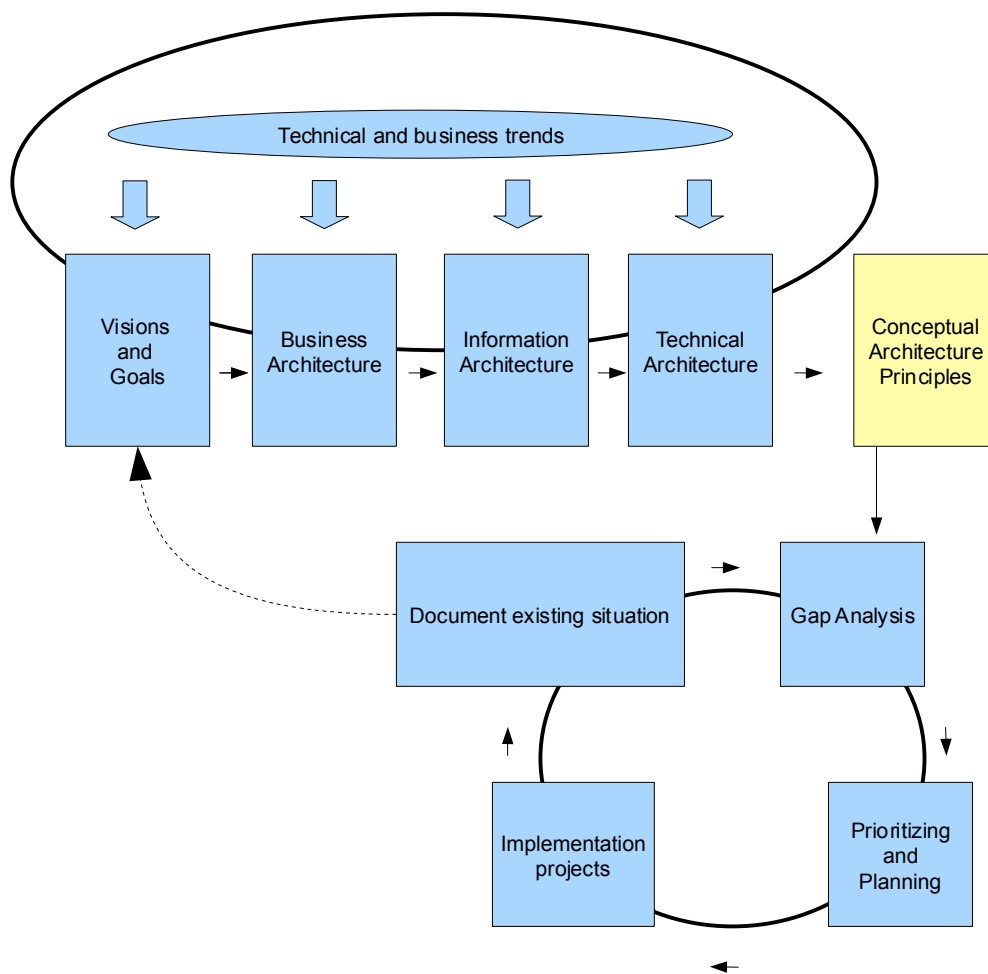 Technical and business trends
Visions
and
Goals
Business
Architecture
Information
Architecture
Technical
Architecture
Conceptual
Architecture
Principles
Document existing situation
Gap Analysis
Implementation
projects
Prioritizing
and
Planning